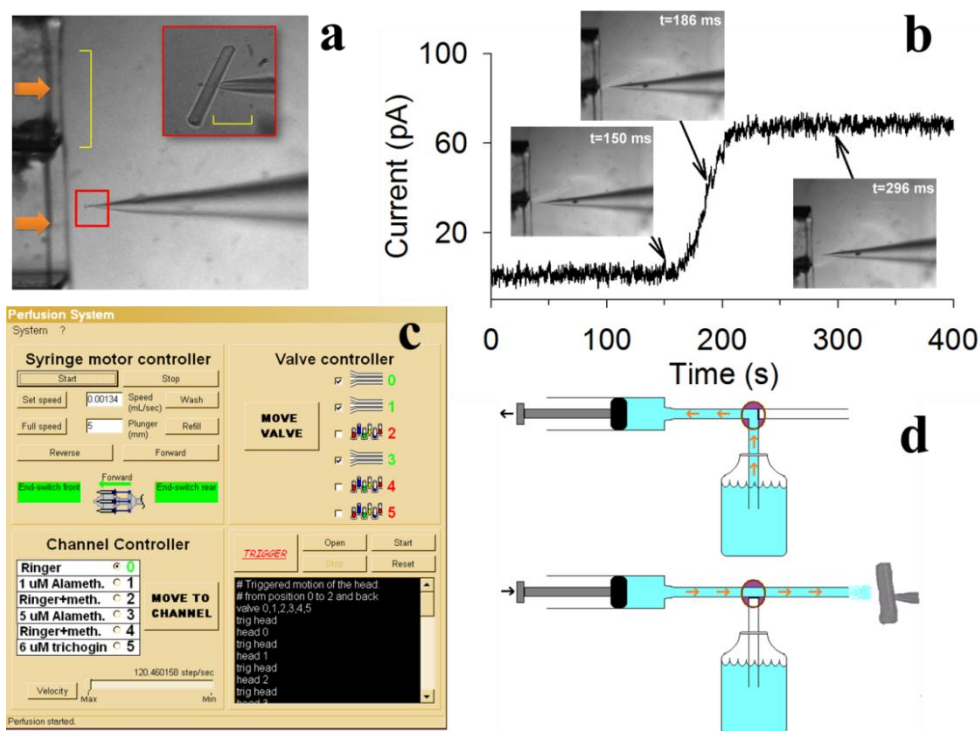 a
b
t=186 ms
t=150 ms
t=296 ms
100
60
20
Current (pA)
0
100
200
300
400
Time (s)
c
Perfusion System
System ?
Syringe motor controller
Start
Stop
Set speed
0.00134
Speed
(mL/sec)
Wash
Full speed
5
Plunger
(mm)
Refill
Reverse
Forward
End-switch front
Forward
End-switch rear
Valve controller
MOVE
VALVE
0
1
2
3
4
5
Channel Controller
Ringer 0
1 uM Alameth. 1
Ringer+meth. 2
5 uM Alameth. 3
Ringer+meth. 4
6 uM trichogin 5
MOVE TO
CHANNEL
120.460158 step/sec
Velocity
Max
Min
TRIGGER
Open
Start
Stop
Reset
# Triggered motion of the head:
# from position 0 to 2 and back
valve 0,1,2,3,4,5
trig head
head 0
trig head
head 1
trig head
head 2
trig head
head 3
Perfusion started.
d